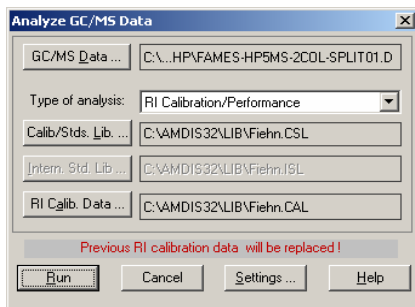 Analyze GC/MS Data
GC/MS Data ... C:\...HP\FAMES-HP5MS-2COL-SPLIT01.D
Type of analysis: RI Calibration/Performance
Calib/Stds. Lib. ... C:\AMDIS32\LIB\Fiehn.CSL
Intern. Std. Lib ... C:\AMDIS32\LIB\Fiehn.ISL
RI Calib. Data ... C:\AMDIS32\LIB\Fiehn.CAL
Previous RI calibration data will be replaced !
Run Cancel Settings ... Help